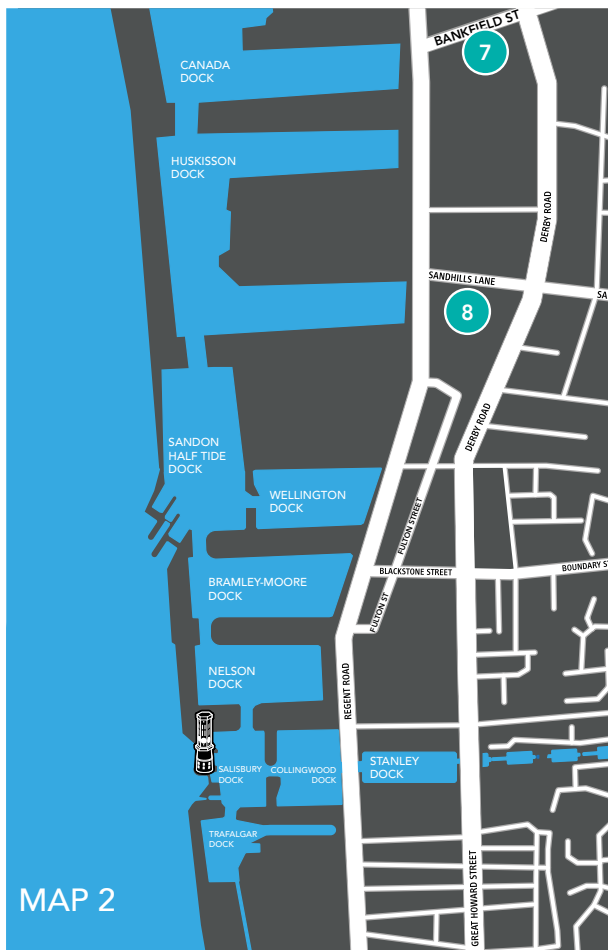 BANKFIELD ST
7
CANADA
DOCK
HUSKISSON
DOCK
DERBY ROAD
SANDHILLS LANE
SA
8
DERBY ROAD
SANDON
HALF TIDE
DOCK
WELLINGTON
DOCK
FULTON STREET
BLACKSTONE STREET
BOUNDARY S
BRAMLEY-MOORE
DOCK
FULTON ST
NELSON
DOCK
REGENT ROAD
SALISBURY
DOCK
COLLINGWOOD
DOCK
STANLEY
DOCK
TRAFALGAR
DOCK
GREAT HOWARD STREET
MAP 2